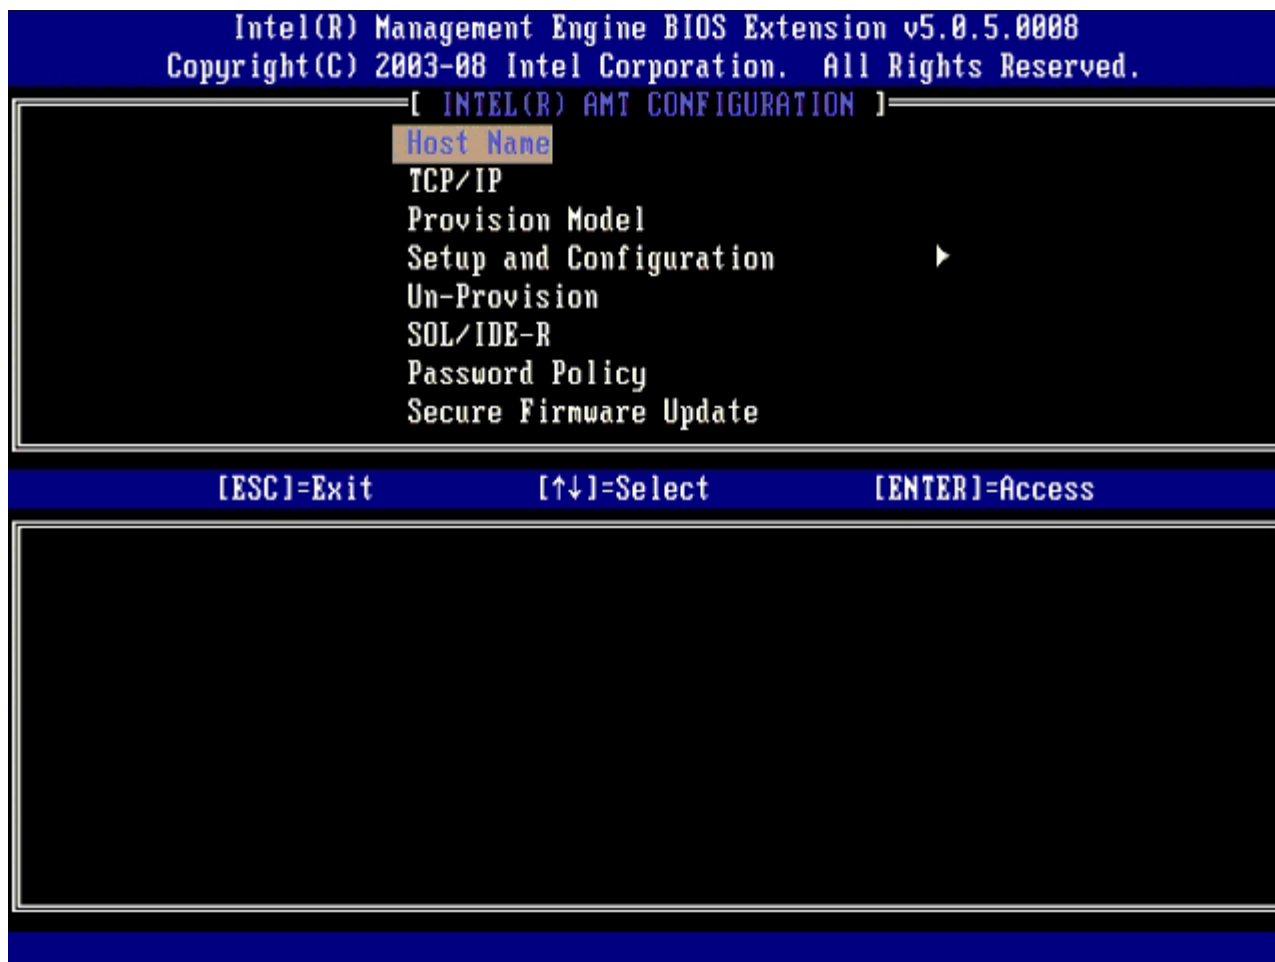 Intel(R) Management Engine BIOS Extension v5.0.5.0008
Copyright(C) 2003-08 Intel Corporation. All Rights Reserved.
[ INTEL(R) AMT CONFIGURATION ]
Host Name
TCP/IP
Provision Model
Setup and Configuration ►
Un-Provision
SOL/IDE-R
Password Policy
Secure Firmware Update
[ESC]=Exit [↑↓]=Select [ENTER]=Access